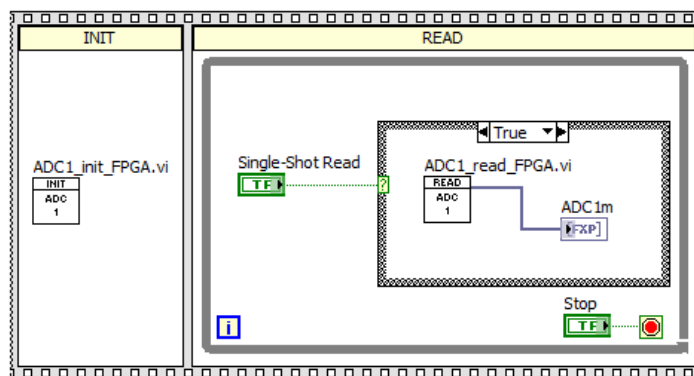 INIT
READ
ADC1_init_FPGA.vi
INIT
ADC
1
Single-Shot Read
TF
True
?
ADC1_read_FPGA.vi
READ
ADC
1
ADC1m
FXP]
Stop
TF
i